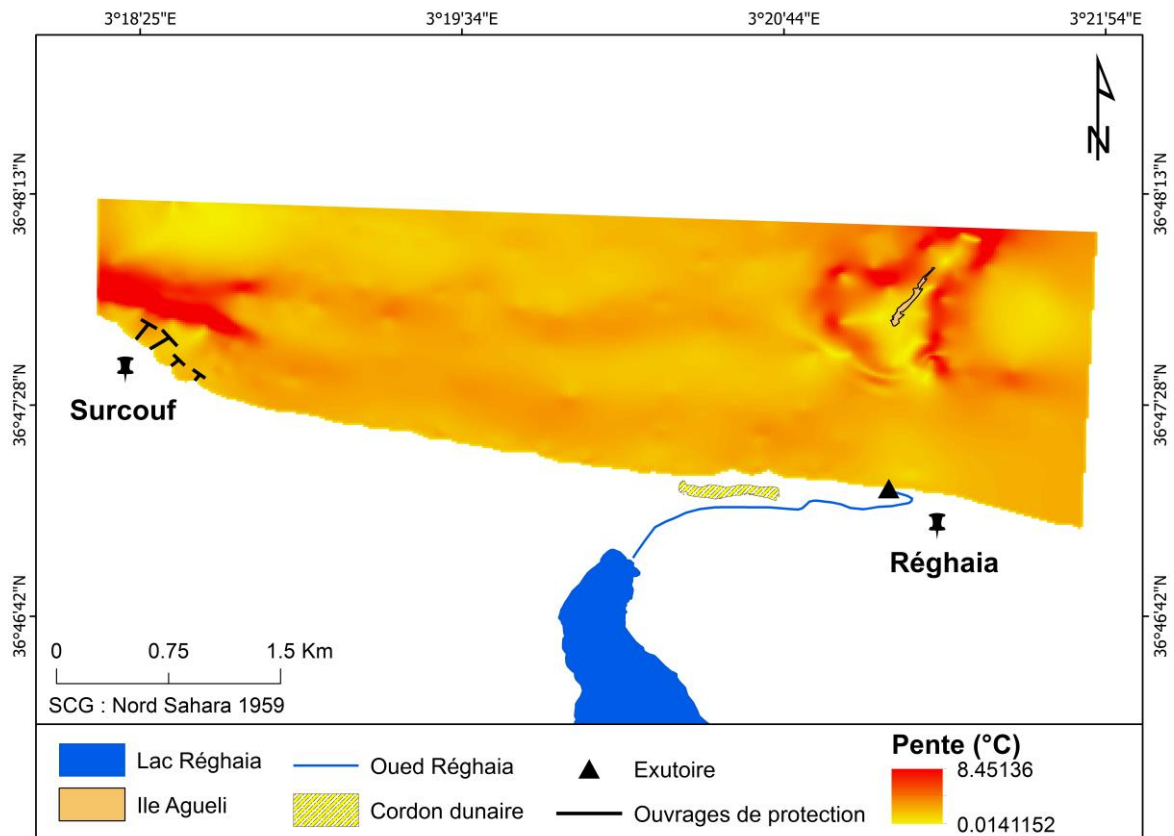 3°18'25"E 3°19'34"E 3°20'44"E 3°21'54"E
N
36°48'13"N 36°48'13"N
36°47'28"N 36°47'28"N
Surcouf
Réghaia
36°46'42"N 36°46'42"N
0 0.75 1.5 Km
SCG : Nord Sahara 1959
Lac Réghaia
Oued Réghaia
Exutoire
Ile Agueli
Cordon dunaire
Ouvrages de protection
Pente (°C)
8.45136
0.0141152